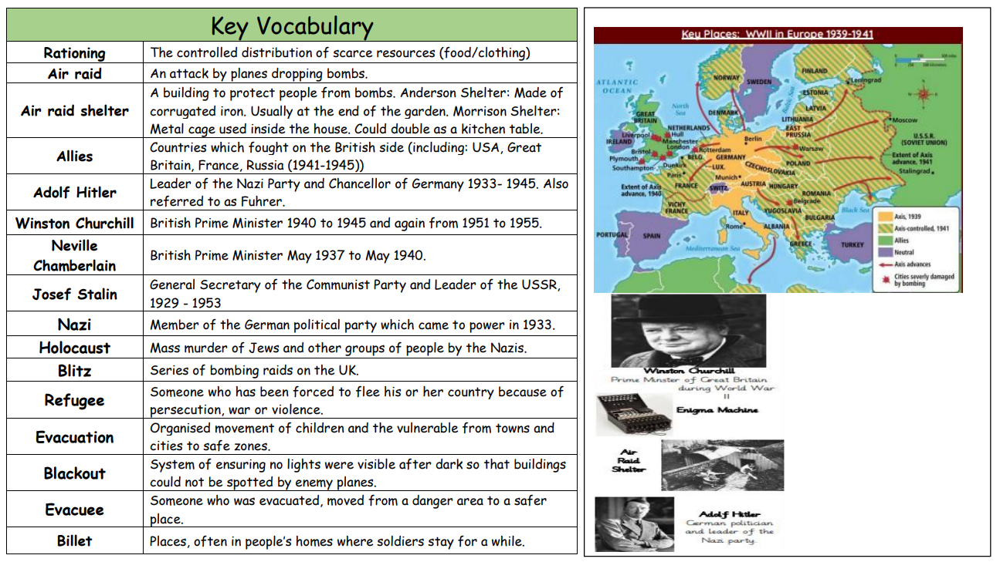 Key Vocabulary
Rationing
The controlled distribution of scarce resources (food/clothing)
Air raid
An attack by planes dropping bombs.
Air raid shelter
A building to protect people from bombs. Anderson Shelter: Made of
corrugated iron. Usually at the end of the garden. Morrison Shelter:
Metal cage used inside the house. Could double as a kitchen table.
Allies
Countries which fought on the British side (including: USA, Great
Britain, France, Russia (1941-1945))
Adolf Hitler
Leader of the Nazi Party and Chancellor of Germany 1933- 1945. Also
referred to as Fuhrer.
Winston Churchill
British Prime Minister 1940 to 1945 and again from 1951 to 1955.
Neville
Chamberlain
British Prime Minister May 1937 to May 1940.
Josef Stalin
General Secretary of the Communist Party and Leader of the USSR,
1929 - 1953
Nazi
Member of the German political party which came to power in 1933.
Holocaust
Mass murder of Jews and other groups of people by the Nazis.
Blitz
Series of bombing raids on the UK.
Refugee
Someone who has been forced to flee his or her country because of
persecution, war or violence.
Evacuation
Organised movement of children and the vulnerable from towns and
cities to safe zones.
Blackout
System of ensuring no lights were visible after dark so that buildings
could not be spotted by enemy planes.
Evacuee
Someone who was evacuated, moved from a danger area to a safer
place.
Billet
Places, often in people's homes where soldiers stay for a while.
Key Places: WWII in Europe 1939-1941
ATLANTIC
OCEAN
NORWAY
SWEDEN
FINLAND
Leningrad
North
Sea
Baltic Sea
ESTONIA
LATVIA
LITHUANIA
EAST
PRUSSIA
Moscow
U.S.S.R.
(SOVIET UNION)
DENMARK
GREAT
BRITAIN
IRELAND
NETHERLANDS
Liverpool
Hull
Manchester
London
Bristol
Plymouth
Southampton
Rotterdam
BELG.
Dunkirk
Paris
LUX.
Berlin
GERMANY
Warsaw
POLAND
CZECHOSLOVAKIA
Extent of Axis
advance, 1941
Stalingrad
Extent of Axis
advance, 1940
FRANCE
Munich
SWITZ.
AUSTRIA
HUNGARY
ROMANIA
VICHY
FRANCE
Belgrade
YUGOSLAVIA
BULGARIA
Black Sea
ITALY
Rome
ALBANIA
GREECE
TURKEY
PORTUGAL
SPAIN
Mediterranean Sea
Axis, 1939
Axis-controlled, 1941
Allies
Neutral
Axis advances
Cities severly damaged
by bombing
Winston Churchill
Prime Minster of Great Britain
during World War
II
Enigma Machine
Air
Raid
Shelter
Adolf Hitler
German politician
and leader of the
Nazi party.